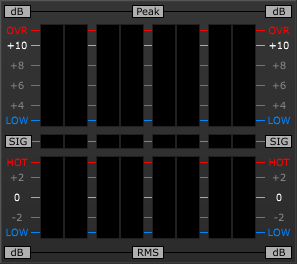 dB Peak dB
OVR OVR
+10 +10
+8 +8
+6 +6
+4 +4
LOW LOW
SIG SIG
HOT HOT
+2 +2
0 0
-2 -2
LOW LOW
dB RMS dB